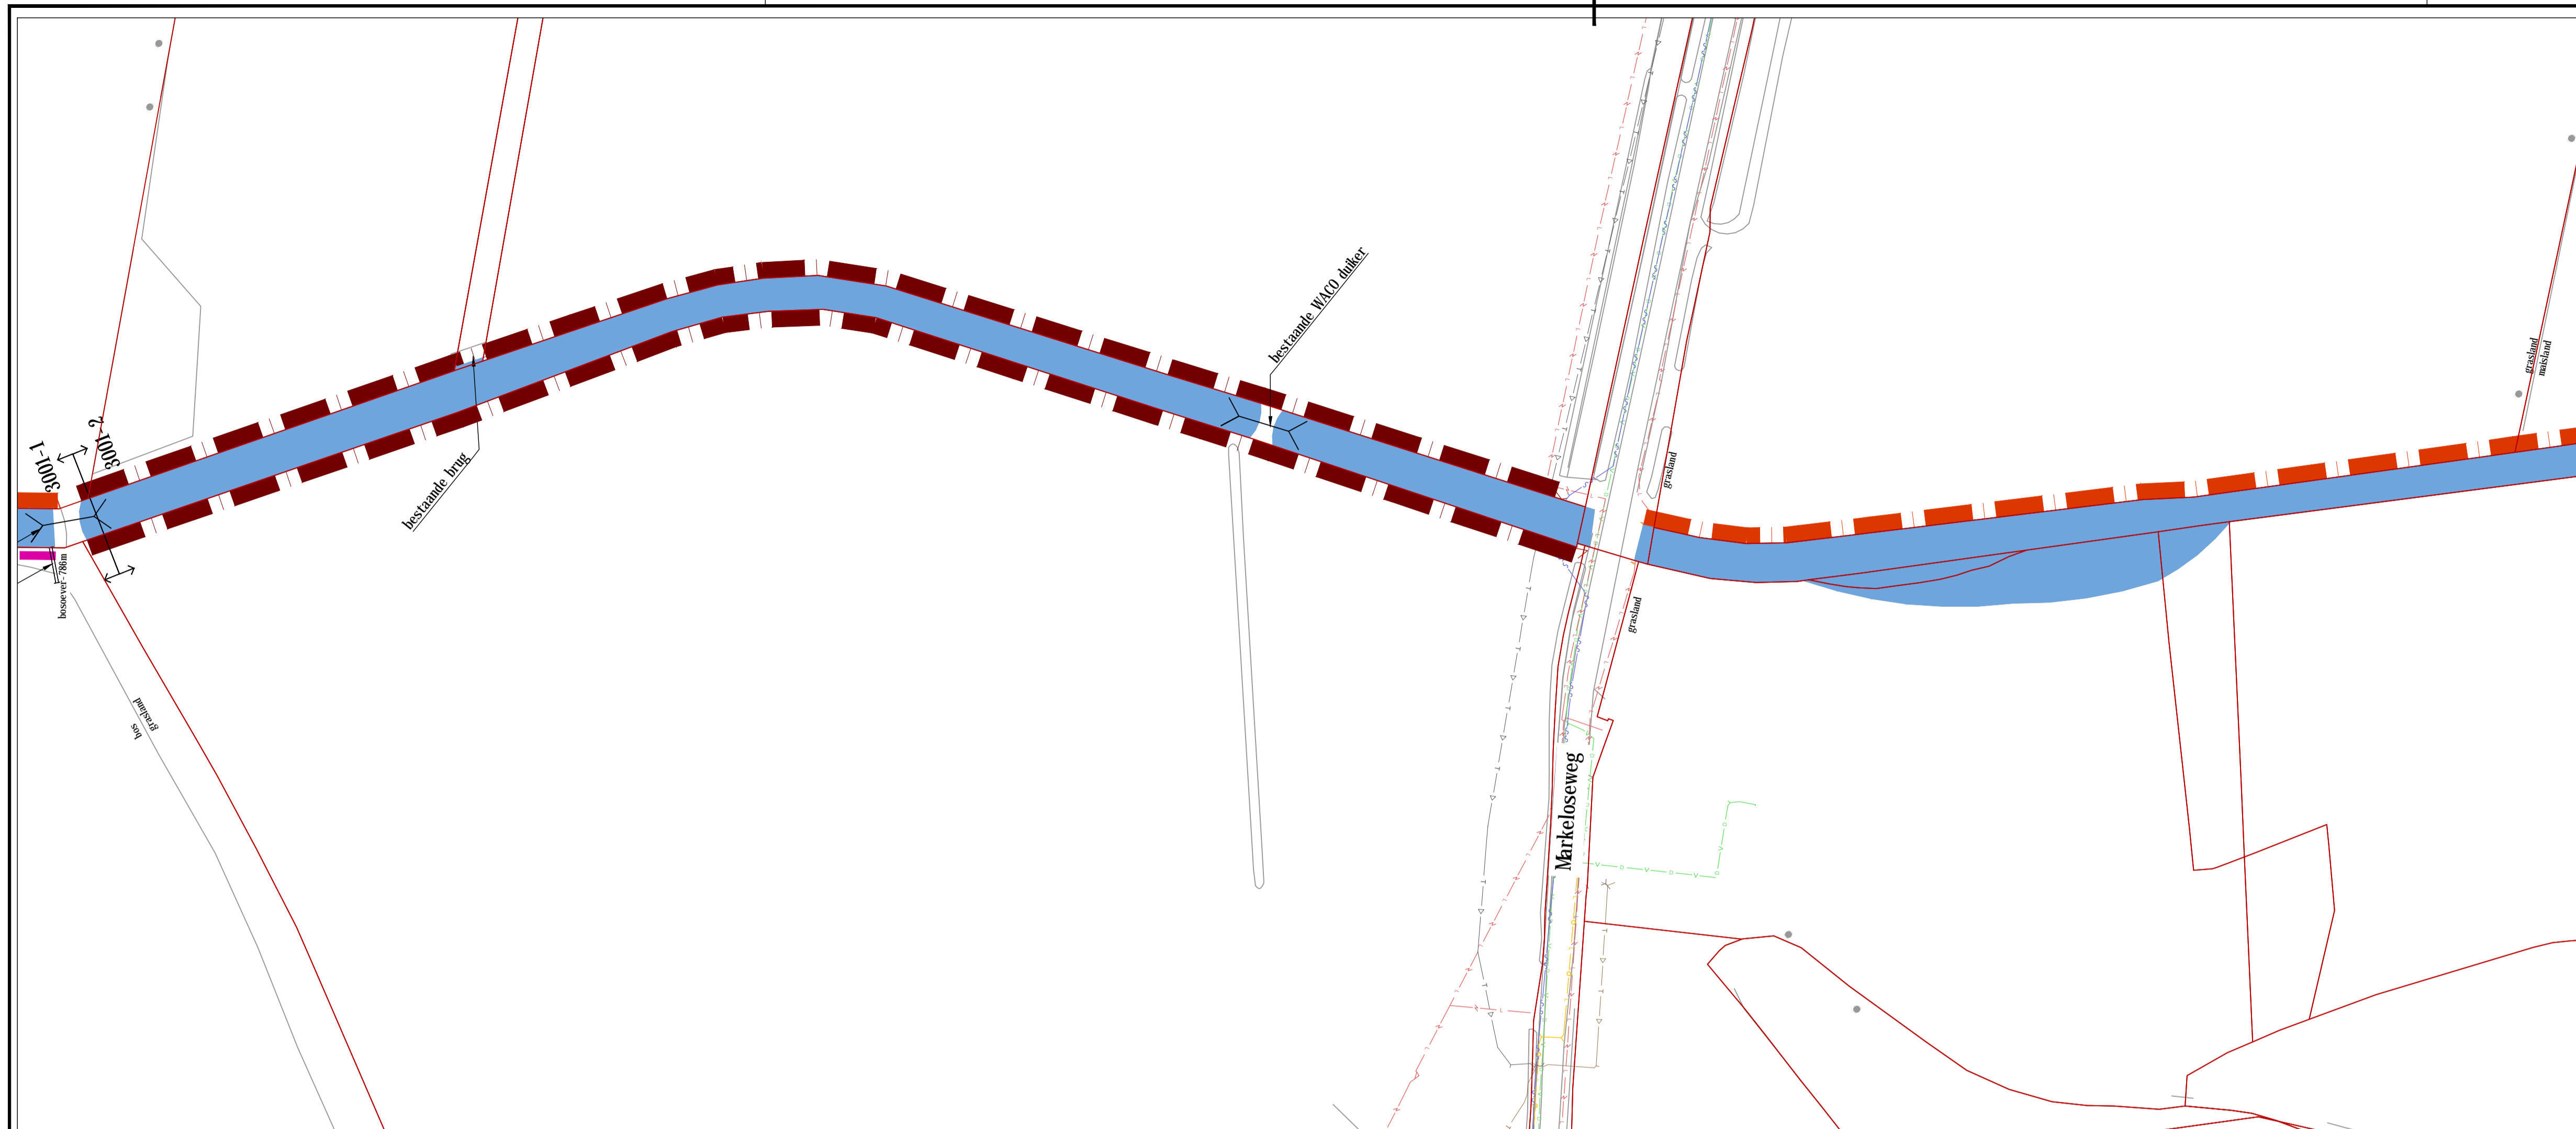 3001-1
3001-2
bestaande brug
bestaande WACO duiker
bosoever - 786m
grasland
bos
grasland
grasland
Markeloseweg
grasland
maisland